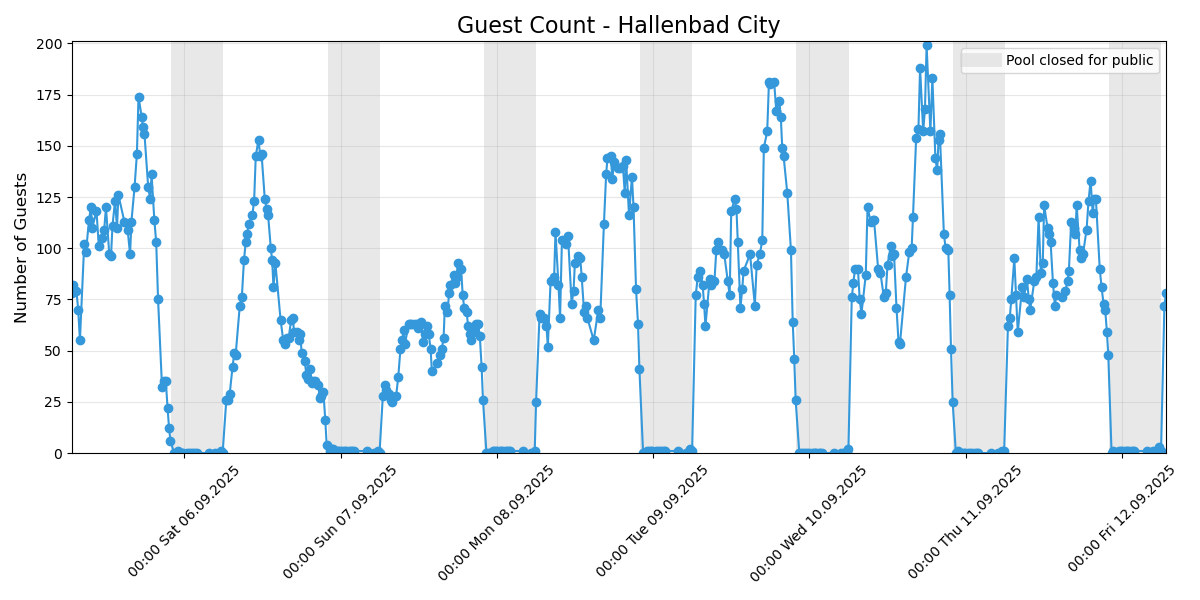 Guest Count - Hallenbad City
Pool closed for public
Number of Guests
200
175
150
125
100
75
50
25
0
00:00 Sat 06.09.2025
00:00 Sun 07.09.2025
00:00 Mon 08.09.2025
00:00 Tue 09.09.2025
00:00 Wed 10.09.2025
00:00 Thu 11.09.2025
00:00 Fri 12.09.2025